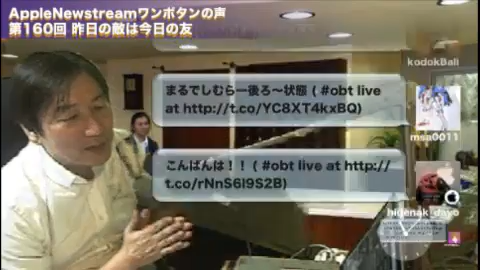 AppleNewstreamワンボタンの声
第160回 昨日の敵は今日の友
kodokBali
まるでしむらー後ろ〜状態 ( #obt live
at http://t.co/YC8XT4kxBQ)
msa0011
こんばんは！！ ( #obt live at http://
t.co/rNnS6I9S2B)
higenak_dayo